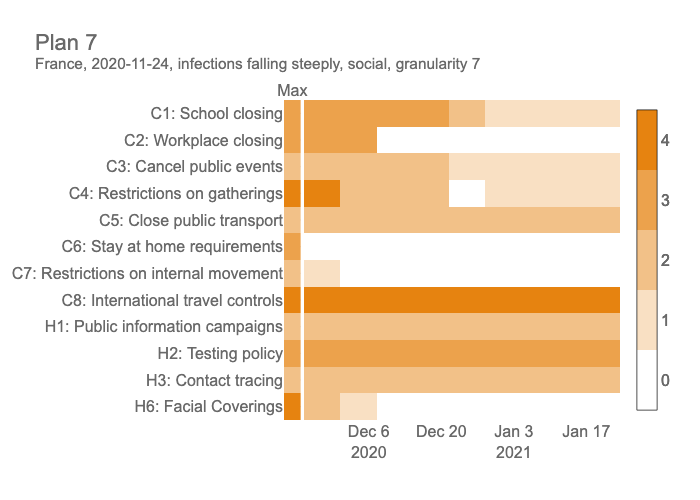 Plan 7
France, 2020-11-24, infections falling steeply, social, granularity 7
Max
C1: School closing
C2: Workplace closing
C3: Cancel public events
C4: Restrictions on gatherings
C5: Close public transport
C6: Stay at home requirements
C7: Restrictions on internal movement
C8: International travel controls
H1: Public information campaigns
H2: Testing policy
H3: Contact tracing
H6: Facial Coverings
Dec 6 Dec 20 Jan 3 Jan 17
2020 2021
4
3
2
1
0